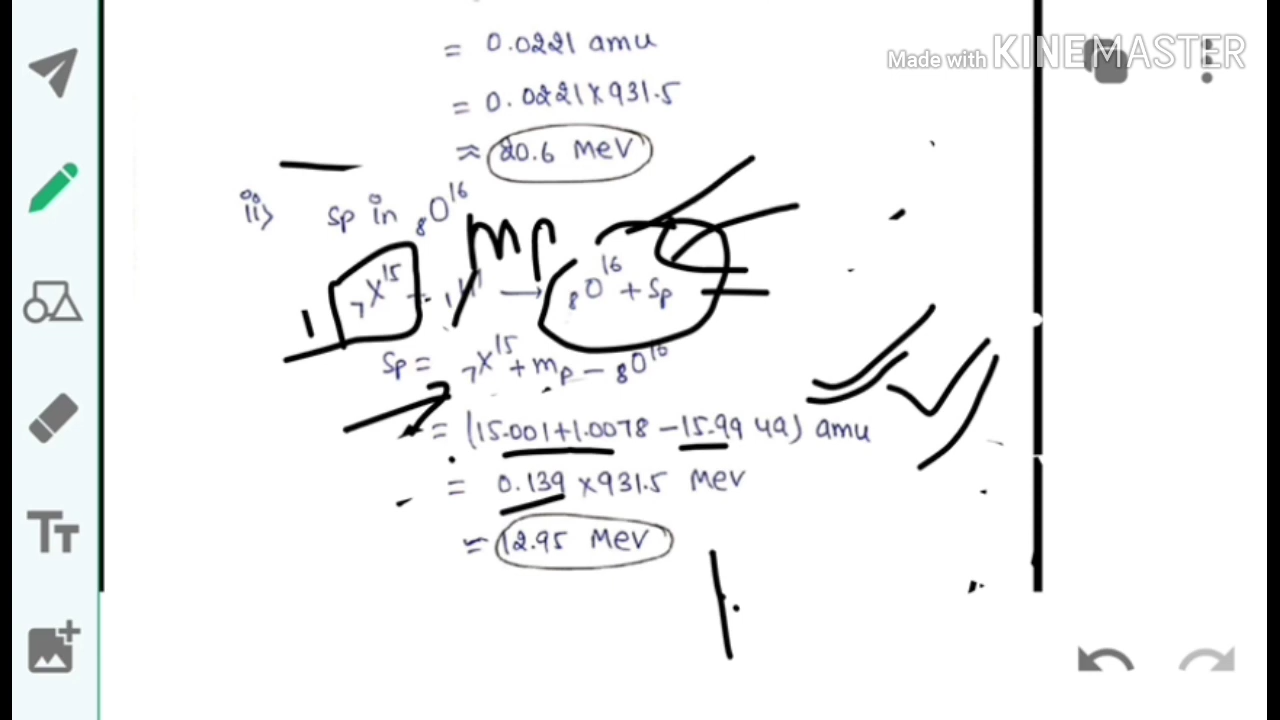 = 0.0221 amu
Made with KINEMASTER
= 0.0221×931.5
≈ 20.6 MeV
ii> Sp in ₈O¹⁶
mp
₇X¹⁵ + ₁H¹ → ₈O¹⁶ + Sp
Sp = ₇X¹⁵ + mₚ − ₈O¹⁶
= (15.001+1.0078 − 15.9949) amu
= 0.139 ×931.5 MeV
≈ 12.95 MeV
TT